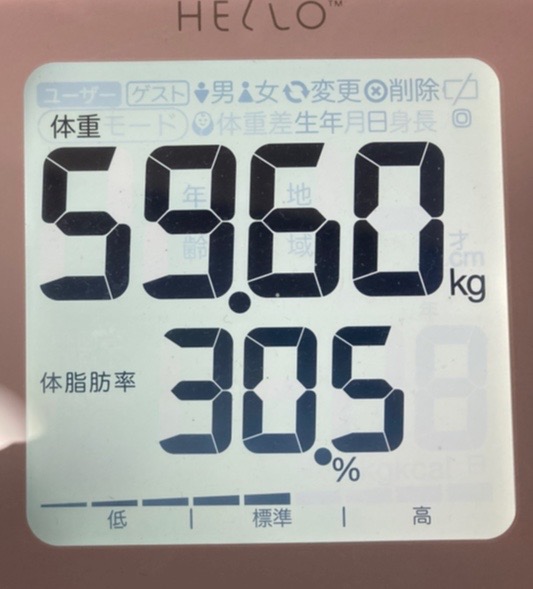 HELLO™
ユーザー ゲスト 男 女 変更 削除
体重 モード 体重差 生年月日 身長
年齢 地域 才 cm
59.60 kg
体脂肪率 30.5 %
kgkcal
低 標準 高